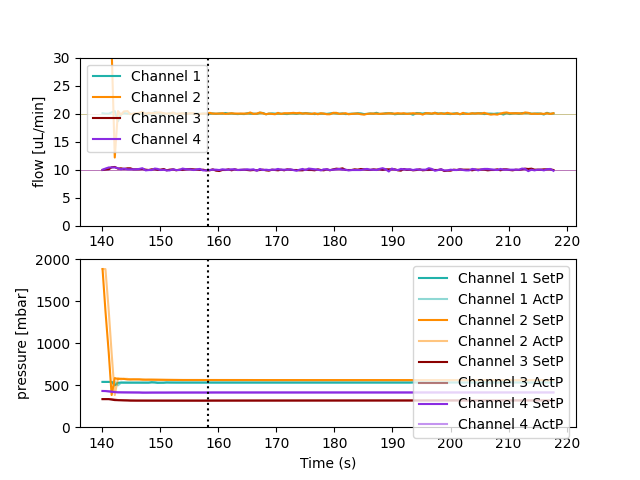 30
25
20
15
10
5
0
flow [uL/min]
Channel 1
Channel 2
Channel 3
Channel 4
140 150 160 170 180 190 200 210 220
2000
1500
1000
500
0
pressure [mbar]
Channel 1 SetP
Channel 1 ActP
Channel 2 SetP
Channel 2 ActP
Channel 3 SetP
Channel 3 ActP
Channel 4 SetP
Channel 4 ActP
140 150 160 170 180 190 200 210 220
Time (s)